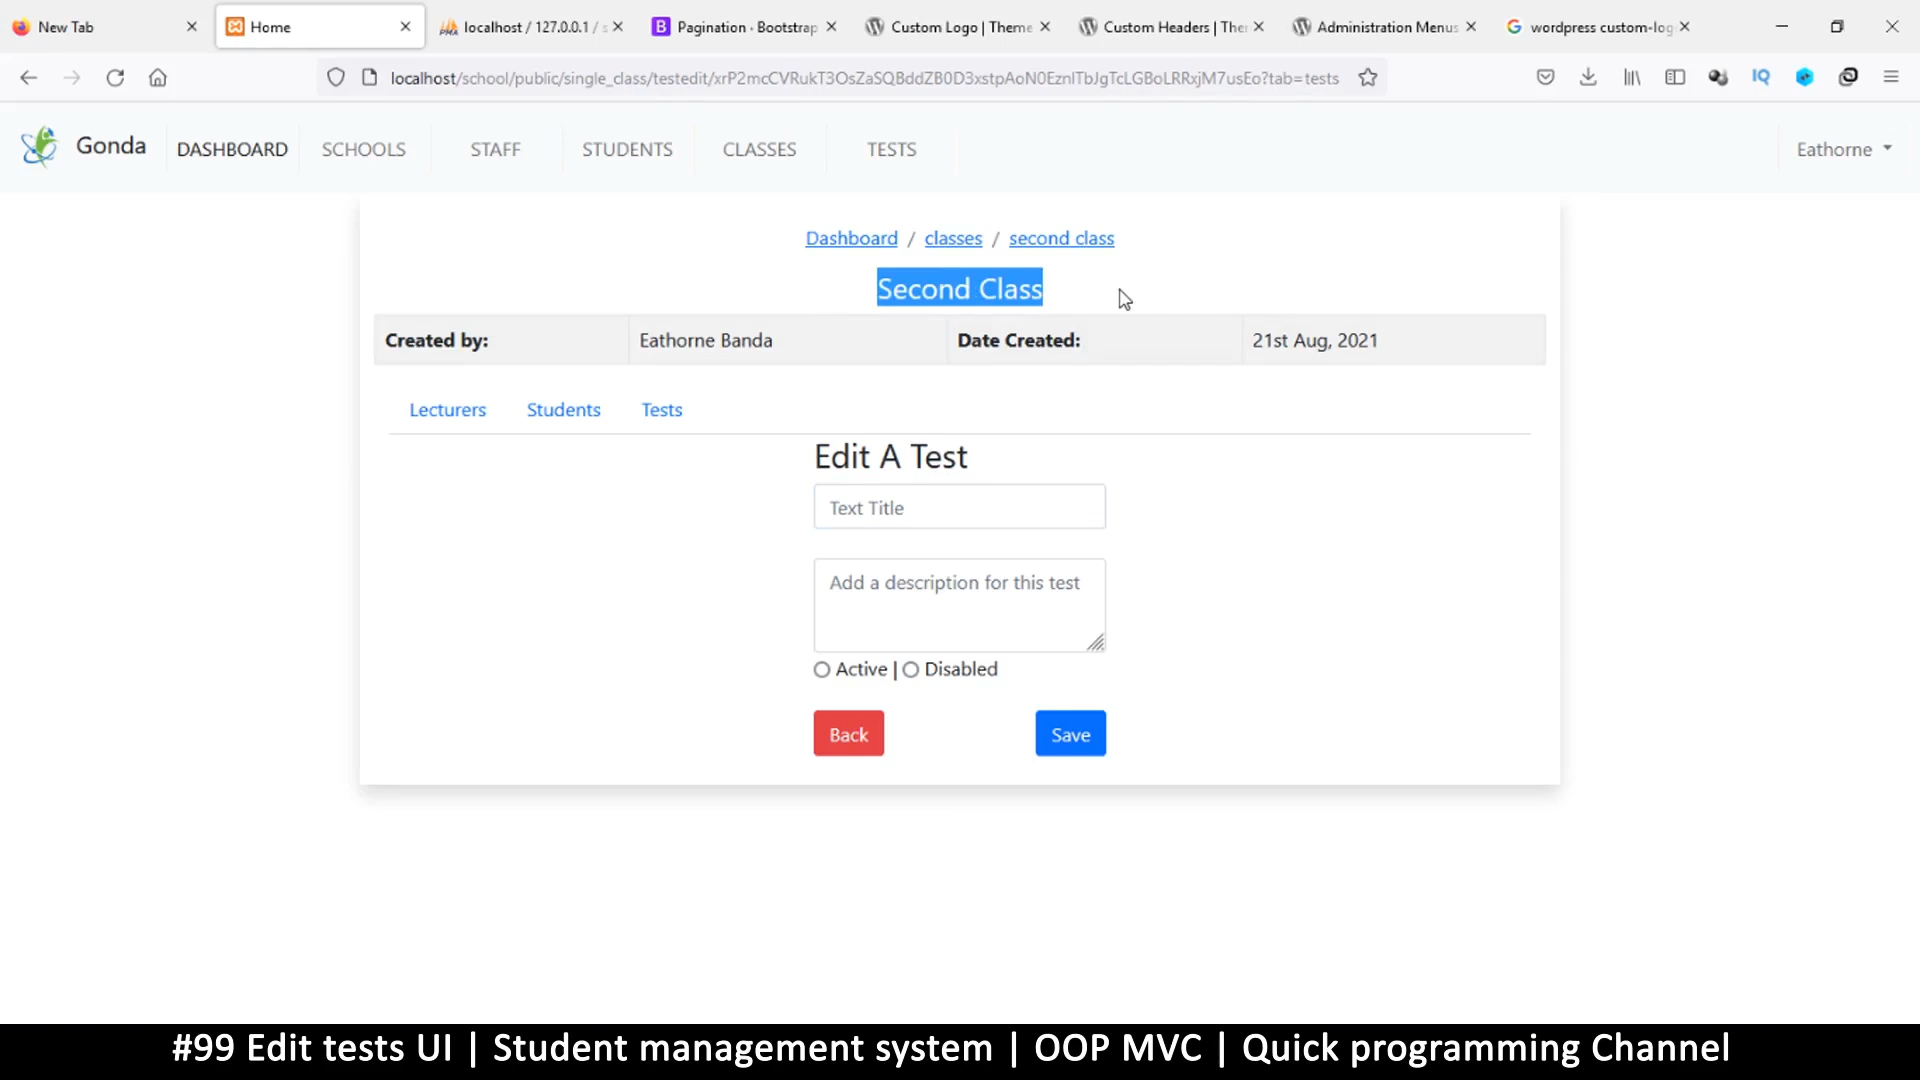 New Tab
Home
localhost / 127.0.0.1 / s
Pagination · Bootstrap
Custom Logo | Theme
Custom Headers | The
Administration Menus
wordpress custom-log
localhost/school/public/single_class/testedit/xrP2mcCVRukT3OsZaSQBddZB0D3xstpAoN0EznlTbJgTcLGBoLRRxjM7usEo?tab=tests
IQ
Gonda
DASHBOARD
SCHOOLS
STAFF
STUDENTS
CLASSES
TESTS
Eathorne
Dashboard / classes / second class
Second Class
Created by: Eathorne Banda Date Created: 21st Aug, 2021
Lecturers Students Tests
Edit A Test
Text Title
Add a description for this test
Active | Disabled
Back
Save
#99 Edit tests UI | Student management system | OOP MVC | Quick programming Channel